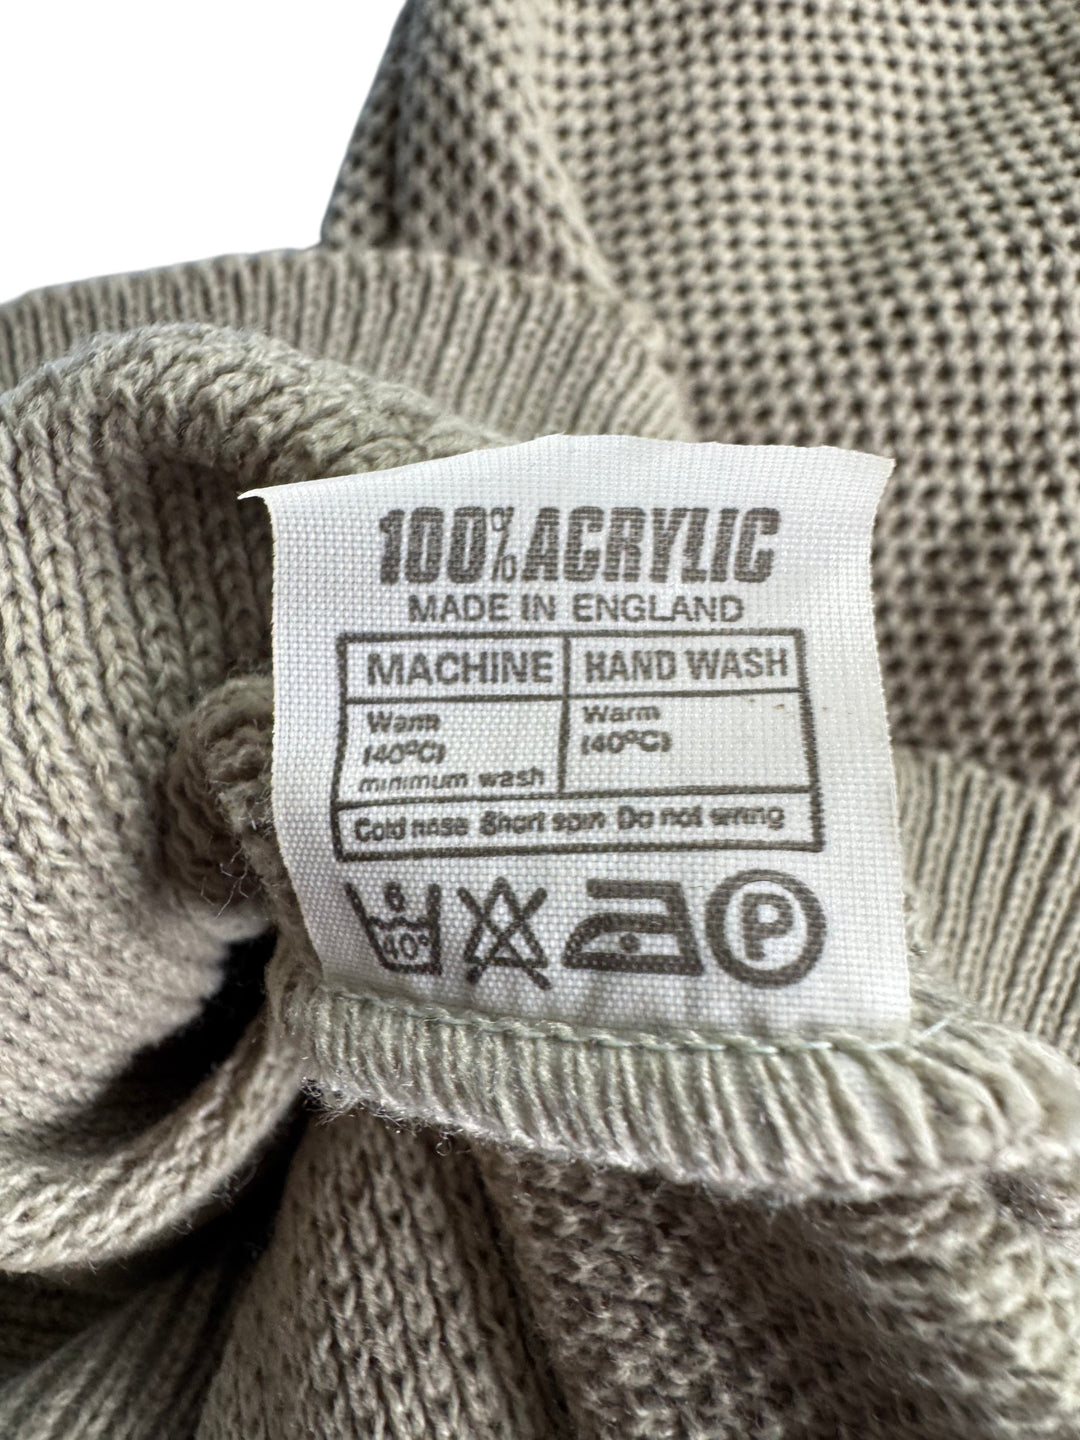 100% ACRYLIC
MADE IN ENGLAND
MACHINE HAND WASH
Warm Warm
(40°C) (40°C)
minimum wash
Cold rinse Short spin Do not wring
6
40°
P